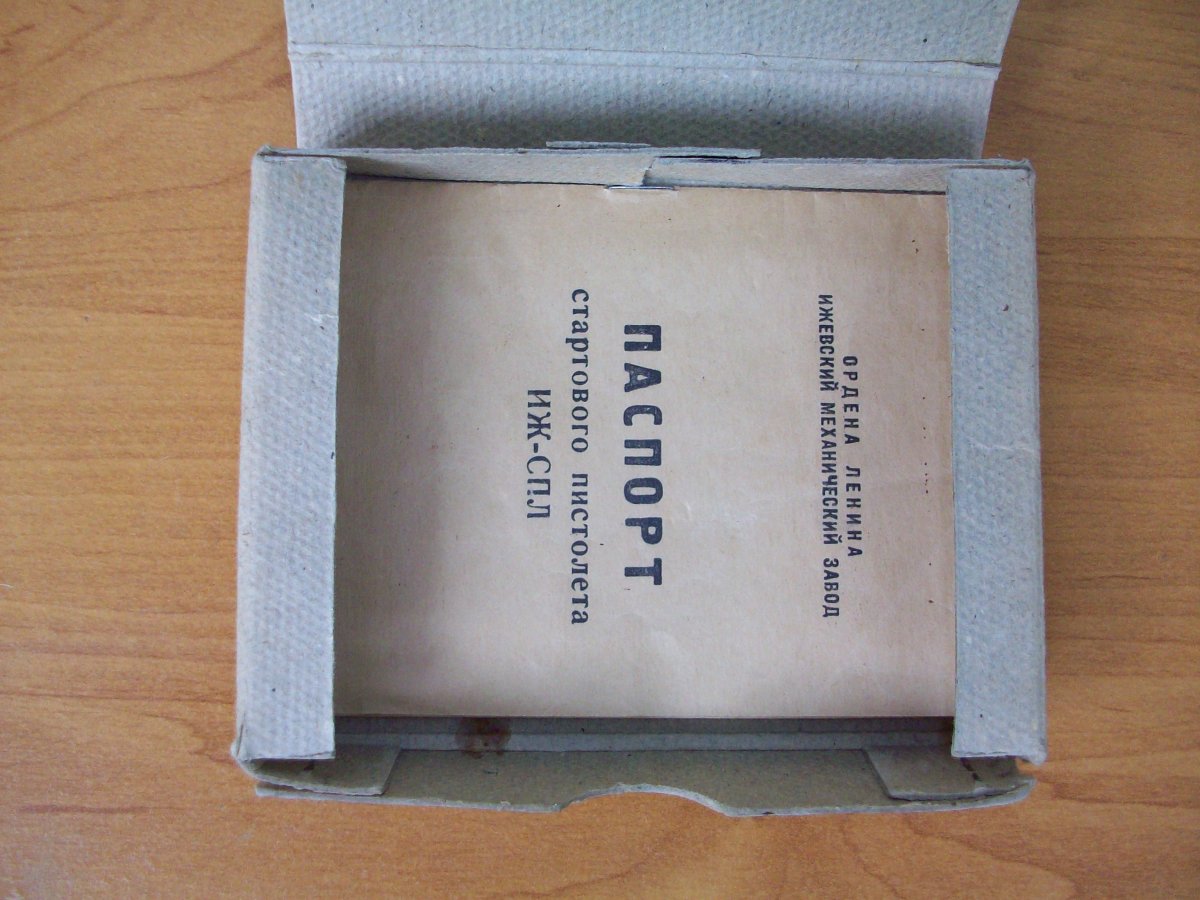 ОРДЕНА ЛЕНИНА
ИЖЕВСКИЙ МЕХАНИЧЕСКИЙ ЗАВОД
ПАСПОРТ
стартового пистолета
ИЖ-СПЛ